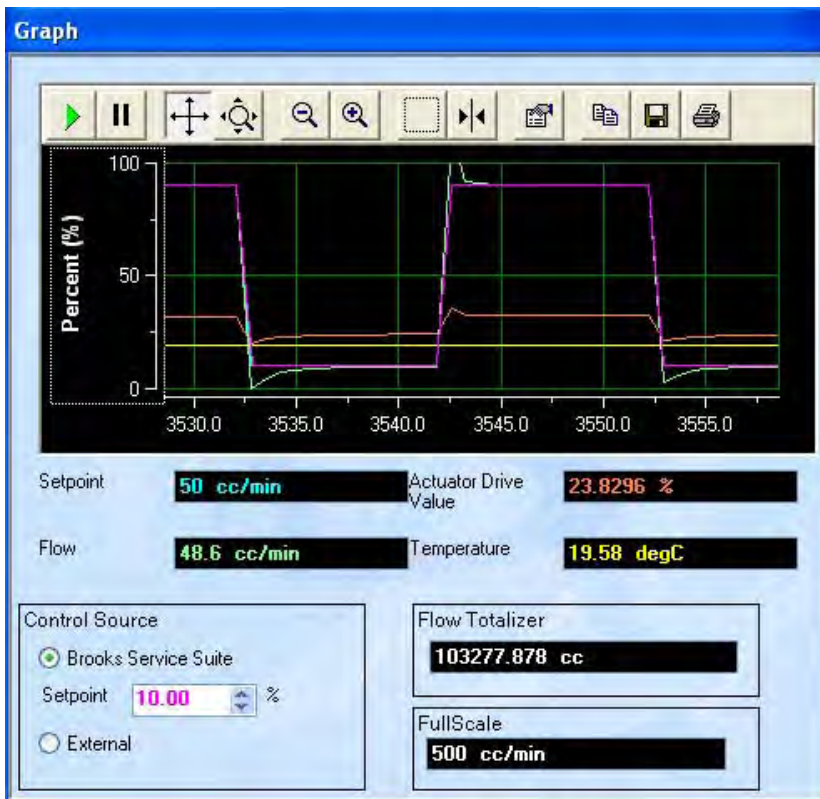 Graph
100
50
0
Percent (%)
3530.0 3535.0 3540.0 3545.0 3550.0 3555.0
Setpoint 50 cc/min Actuator Drive Value 23.8296 %
Flow 48.6 cc/min Temperature 19.58 degC
Control Source
Brooks Service Suite
Setpoint 10.00 %
External
Flow Totalizer
103277.878 cc
FullScale
500 cc/min